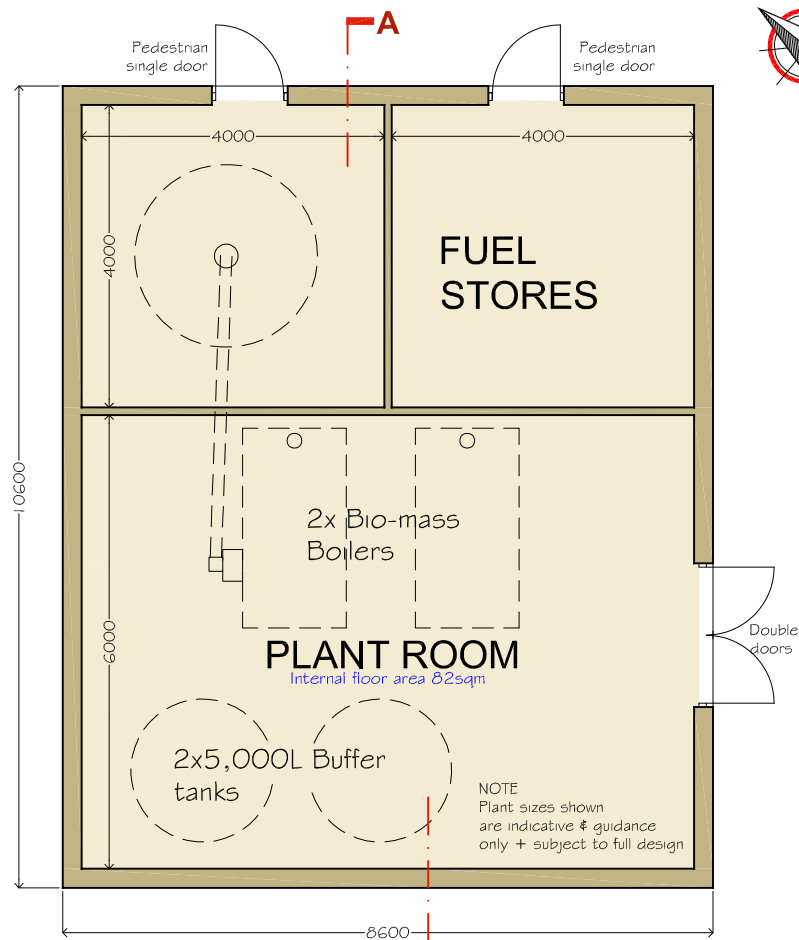 A
Pedestrian
single door
Pedestrian
single door
4000
4000
4000
FUEL
STORES
10600
2x Bio-mass
Boilers
6000
PLANT ROOM
Internal floor area 82sqm
Double
doors
2x5,000L Buffer
tanks
NOTE
Plant sizes shown
are indicative & guidance
only + subject to full design
8600